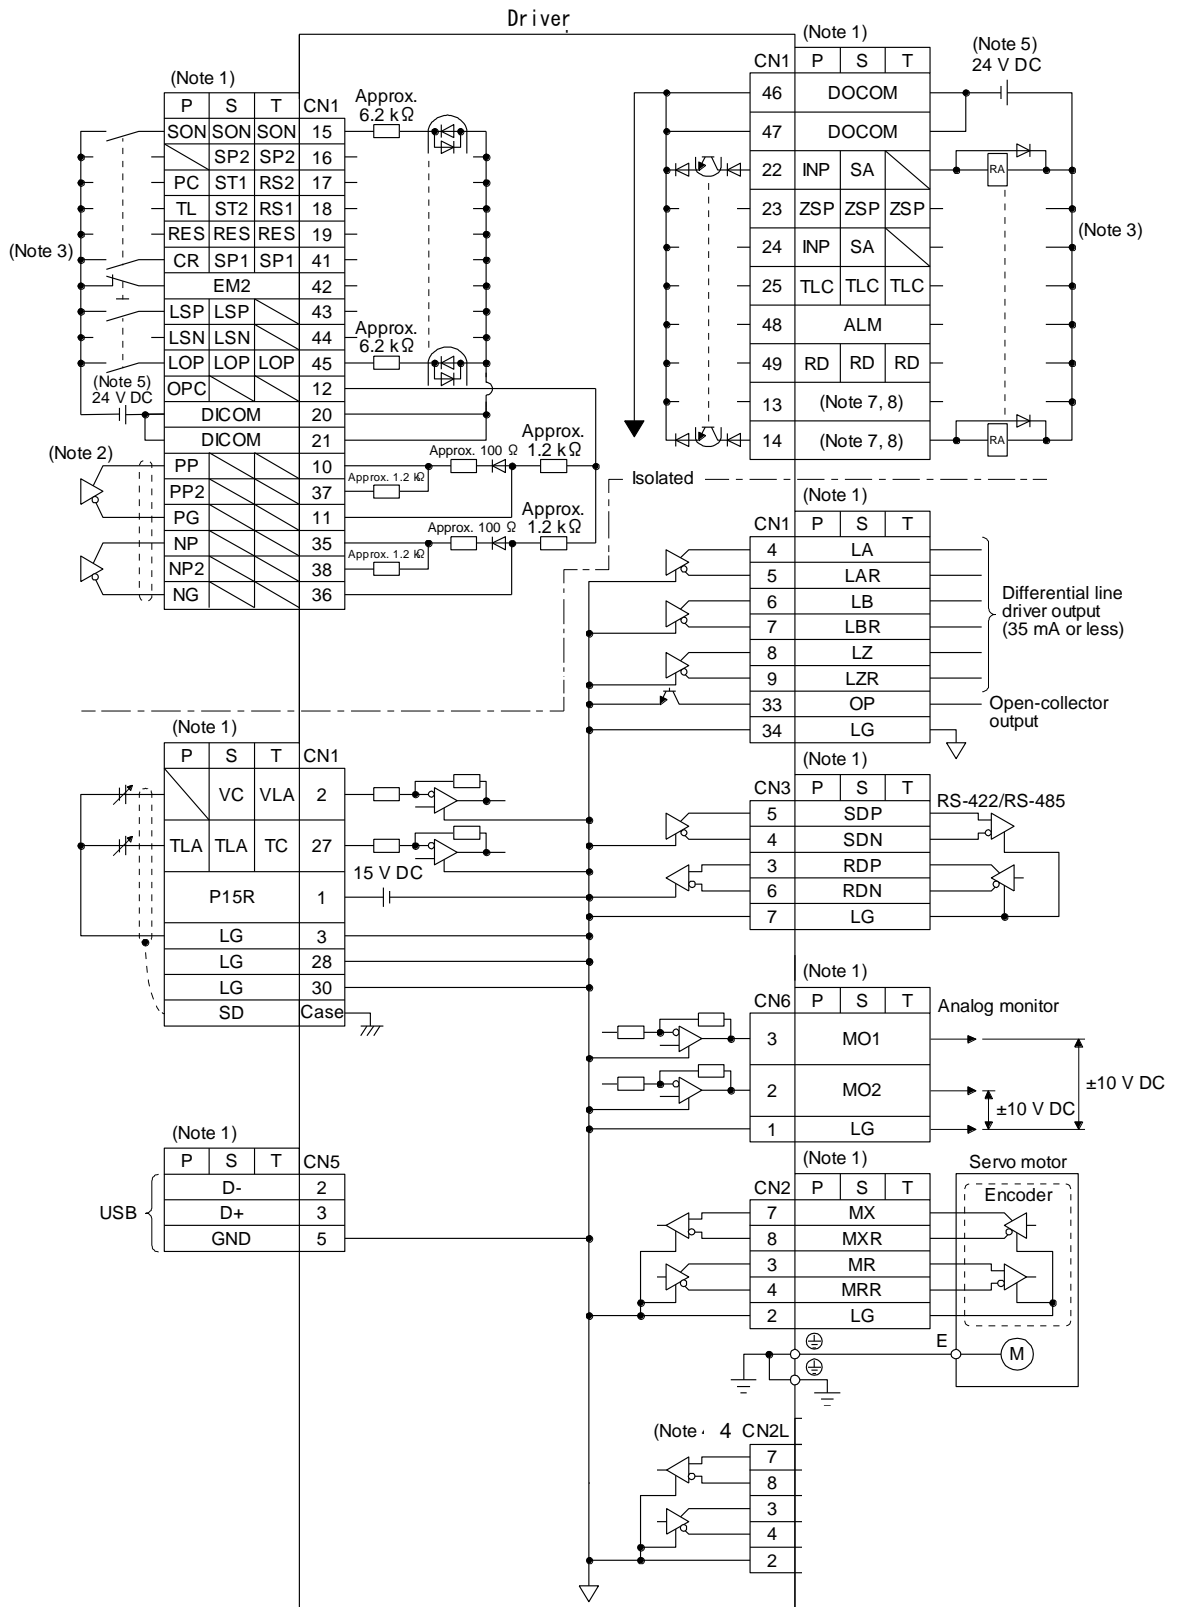 Driver
(Note 1)
P S T CN1
SON SON SON 15
SP2 SP2 16
PC ST1 RS2 17
TL ST2 RS1 18
RES RES RES 19
CR SP1 SP1 41
EM2 42
LSP LSP 43
LSN LSN 44
LOP LOP LOP 45
OPC 12
DICOM 20
DICOM 21
PP 10
PP2 37
PG 11
NP 35
NP2 38
NG 36
(Note 3)
(Note 5)
24 V DC
(Note 2)
Approx.
6.2 kΩ
Approx.
6.2 kΩ
Approx. 100 Ω
Approx.
1.2 kΩ
Approx. 1.2 kΩ
Approx. 100 Ω
Approx.
1.2 kΩ
Approx. 1.2 kΩ
Isolated
(Note 1)
CN1 P S T
46 DOCOM
47 DOCOM
22 INP SA
23 ZSP ZSP ZSP
24 INP SA
25 TLC TLC TLC
48 ALM
49 RD RD RD
13 (Note 7, 8)
14 (Note 7, 8)
(Note 5)
24 V DC
RA
(Note 3)
RA
(Note 1)
CN1 P S T
4 LA
5 LAR
6 LB
7 LBR
8 LZ
9 LZR
33 OP
34 LG
Differential line
driver output
(35 mA or less)
Open-collector
output
(Note 1)
P S T CN1
VC VLA 2
TLA TLA TC 27
P15R 1
LG 3
LG 28
LG 30
SD Case
15 V DC
(Note 1)
CN3 P S T
5 SDP
4 SDN
3 RDP
6 RDN
7 LG
RS-422/RS-485
(Note 1)
CN6 P S T
3 MO1
2 MO2
1 LG
Analog monitor
±10 V DC
±10 V DC
(Note 1)
P S T CN5
D- 2
D+ 3
GND 5
USB
(Note 1)
CN2 P S T
7 MX
8 MXR
3 MR
4 MRR
2 LG
Servo motor
Encoder
E
M
(Note 4 CN2L
7
8
3
4
2